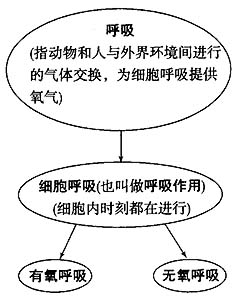 呼吸
(指动物和人与外界环境间进行
的气体交换，为细胞呼吸提供
氧气)
细胞呼吸(也叫做呼吸作用)
(细胞内时刻都在进行)
有氧呼吸
无氧呼吸